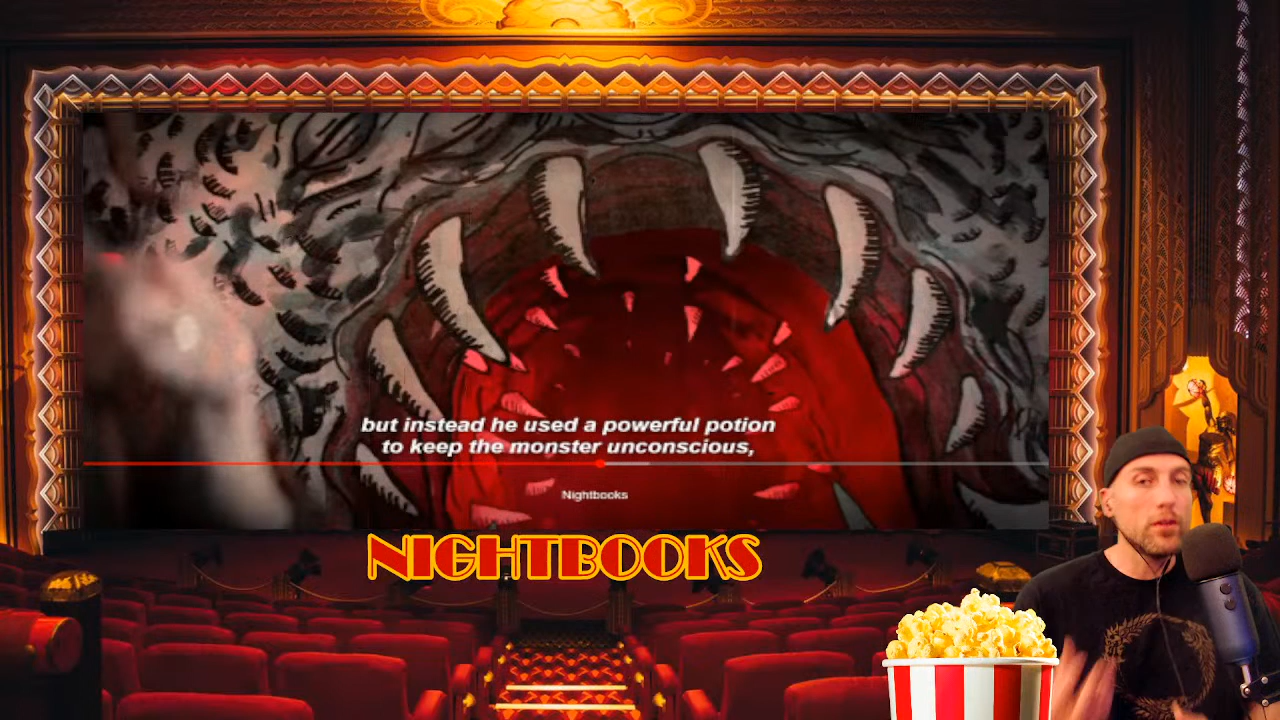 but instead he used a powerful potion
to keep the monster unconscious,
Nightbooks
NIGHTBOOKS